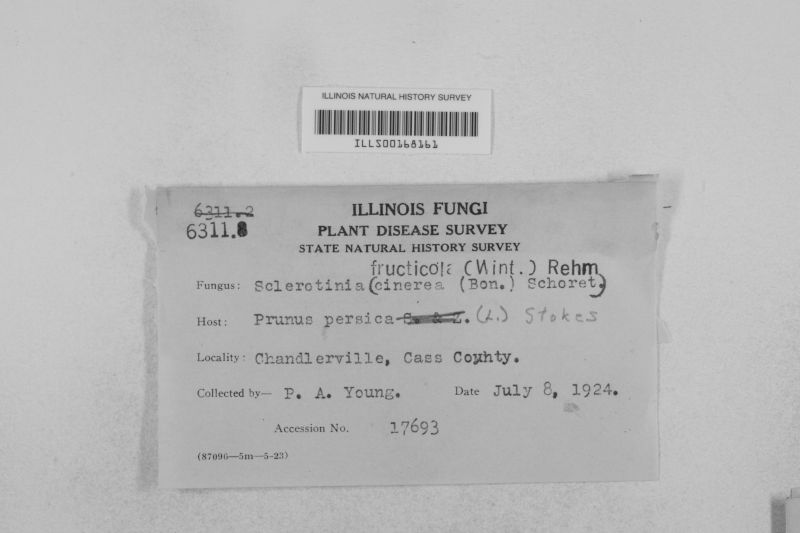 ILLINOIS NATURAL HISTORY SURVEY
ILLS00168161
6311.2
6311.8
ILLINOIS FUNGI
PLANT DISEASE SURVEY
STATE NATURAL HISTORY SURVEY
fructicola (Wint.) Rehm
Fungus: Sclerotinia (cinerea (Bon.) Schoret.)
Host: Prunus persica S. & Z. (L.) Stokes
Locality: Chandlerville, Cass County.
Collected by— P. A. Young. Date July 8, 1924.
Accession No. 17693
(87096—5m—5-23)